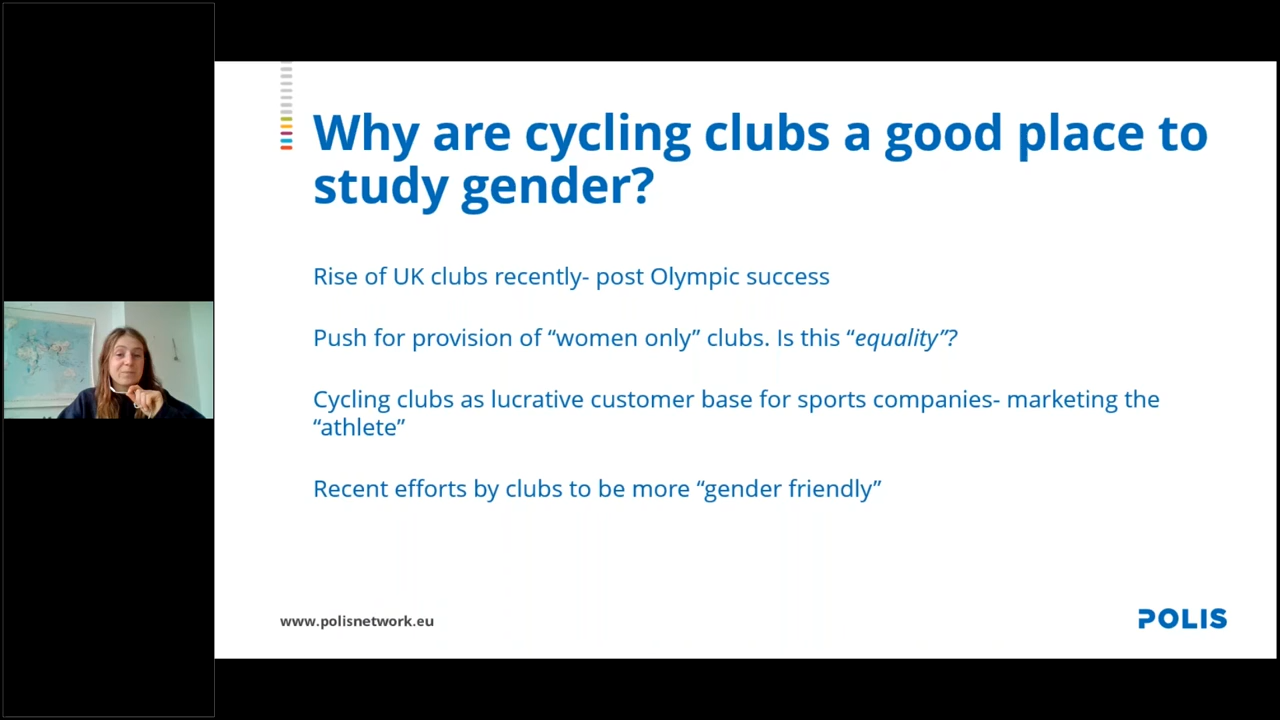 Why are cycling clubs a good place to
study gender?
Rise of UK clubs recently- post Olympic success
Push for provision of “women only” clubs. Is this “equality”?
Cycling clubs as lucrative customer base for sports companies- marketing the
“athlete”
Recent efforts by clubs to be more “gender friendly”
www.polisnetwork.eu
POLIS